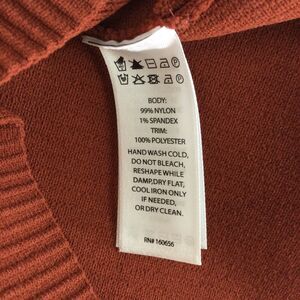 BODY:
99% NYLON
1% SPANDEX
TRIM:
100% POLYESTER
HAND WASH COLD,
DO NOT BLEACH,
RESHAPE WHILE
DAMP,DRY FLAT,
COOL IRON ONLY
IF NEEDED,
OR DRY CLEAN.
RN# 160656